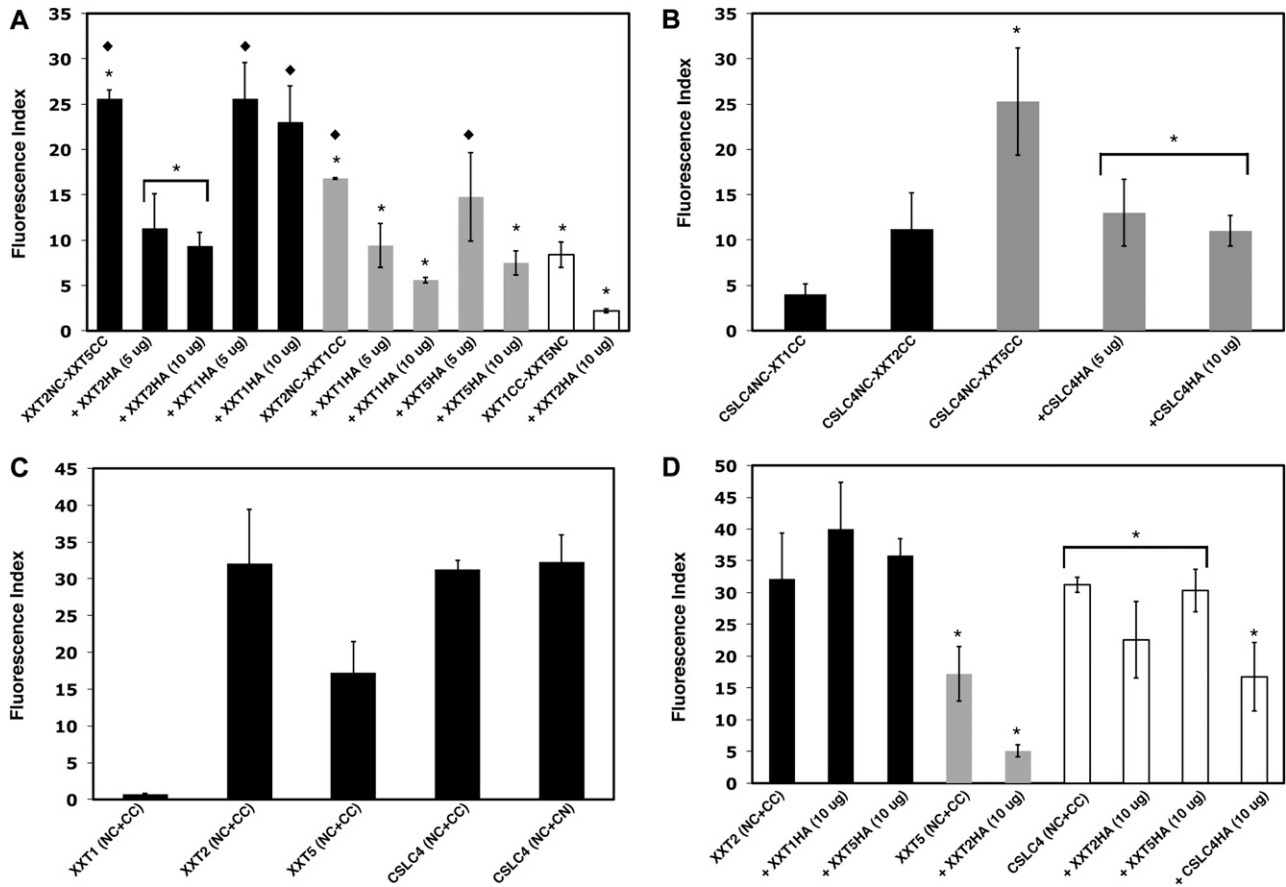 A
Fluorescence Index
35
30
25
20
15
10
5
0
◆ ◆ ◆ ◆ ◆
* * * * * * * *
XXT2NC-XXT5CC
+ XXT2HA (5 ug)
+ XXT2HA (10 ug)
+ XXT1HA (5 ug)
+ XXT1HA (10 ug)
XXT2NC-XXT1CC
+ XXT1HA (5 ug)
+ XXT1HA (10 ug)
+ XXT5HA (5 ug)
+ XXT5HA (10 ug)
XXT1CC-XXT5NC
+ XXT2HA (10 ug)
B
Fluorescence Index
35
30
25
20
15
10
5
0
* *
CSLC4NC-XT1CC
CSLC4NC-XXT2CC
CSLC4NC-XXT5CC
+CSLC4HA (5 ug)
+CSLC4HA (10 ug)
C
Fluorescence Index
45
40
35
30
25
20
15
10
5
0
XXT1 (NC+CC)
XXT2 (NC+CC)
XXT5 (NC+CC)
CSLC4 (NC+CC)
CSLC4 (NC+CN)
D
Fluorescence Index
50
45
40
35
30
25
20
15
10
5
0
* * * *
XXT2 (NC+CC)
+ XXT1HA (10 ug)
+ XXT5HA (10 ug)
XXT5 (NC+CC)
+ XXT2HA (10 ug)
CSLC4 (NC+CC)
+ XXT2HA (10 ug)
+ XXT5HA (10 ug)
+ CSLC4HA (10 ug)